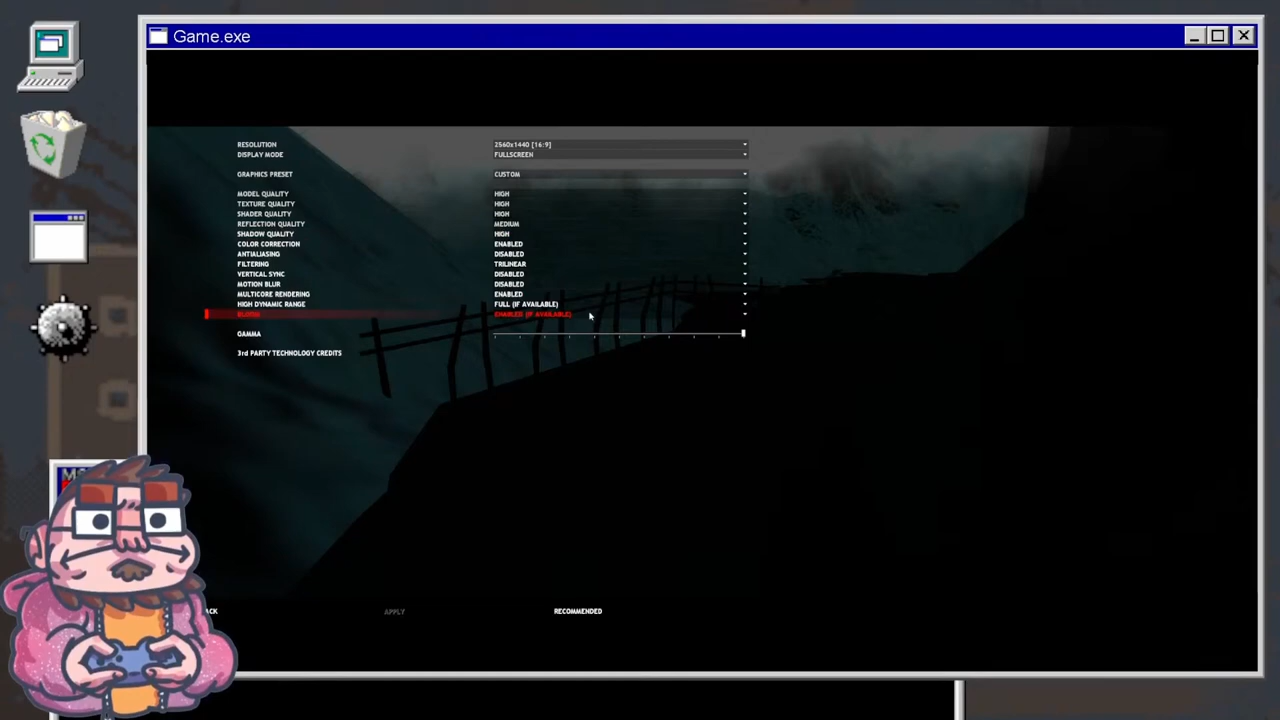 Game.exe
RESOLUTION 2560x1440 [16:9]
DISPLAY MODE FULLSCREEN
GRAPHICS PRESET CUSTOM
MODEL QUALITY HIGH
TEXTURE QUALITY HIGH
SHADER QUALITY HIGH
REFLECTION QUALITY MEDIUM
SHADOW QUALITY HIGH
COLOR CORRECTION ENABLED
ANTIALIASING DISABLED
FILTERING TRILINEAR
VERTICAL SYNC DISABLED
MOTION BLUR DISABLED
MULTICORE RENDERING ENABLED
HIGH DYNAMIC RANGE FULL (IF AVAILABLE)
ENABLED (IF AVAILABLE)
GAMMA
3rd PARTY TECHNOLOGY CREDITS
ACK APPLY RECOMMENDED